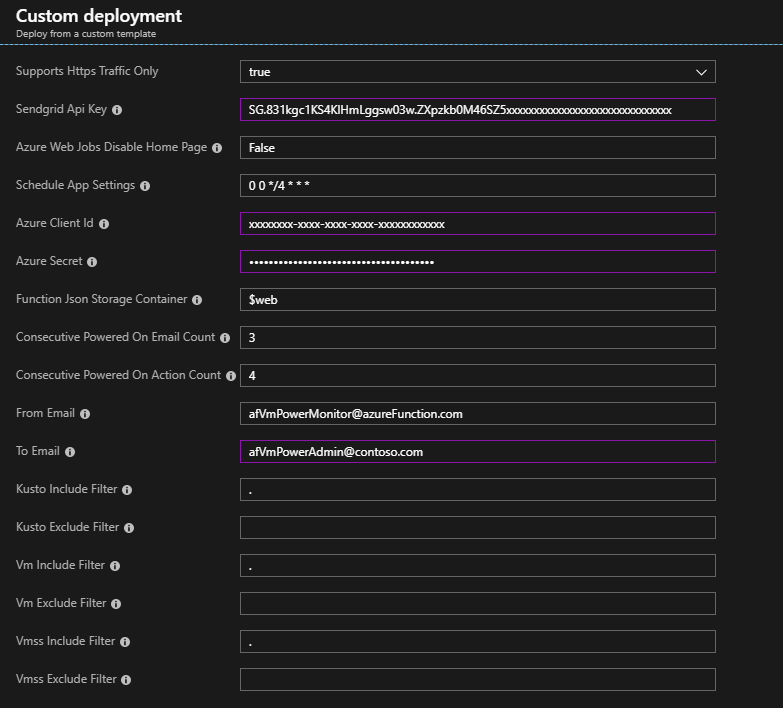 Custom deployment
Deploy from a custom template
Supports Https Traffic Only true
Sendgrid Api Key SG.831kgc1KS4KlHmLggsw03w.ZXpzkb0M46SZ5xxxxxxxxxxxxxxxxxxxxxxxxxxxxxx
Azure Web Jobs Disable Home Page False
Schedule App Settings 0 0 */4 * * *
Azure Client Id xxxxxxxx-xxxx-xxxx-xxxx-xxxxxxxxxxxx
Azure Secret ••••••••••••••••••••••••••••••••••••••
Function Json Storage Container $web
Consecutive Powered On Email Count 3
Consecutive Powered On Action Count 4
From Email afVmPowerMonitor@azureFunction.com
To Email afVmPowerAdmin@contoso.com
Kusto Include Filter .
Kusto Exclude Filter
Vm Include Filter .
Vm Exclude Filter
Vmss Include Filter .
Vmss Exclude Filter